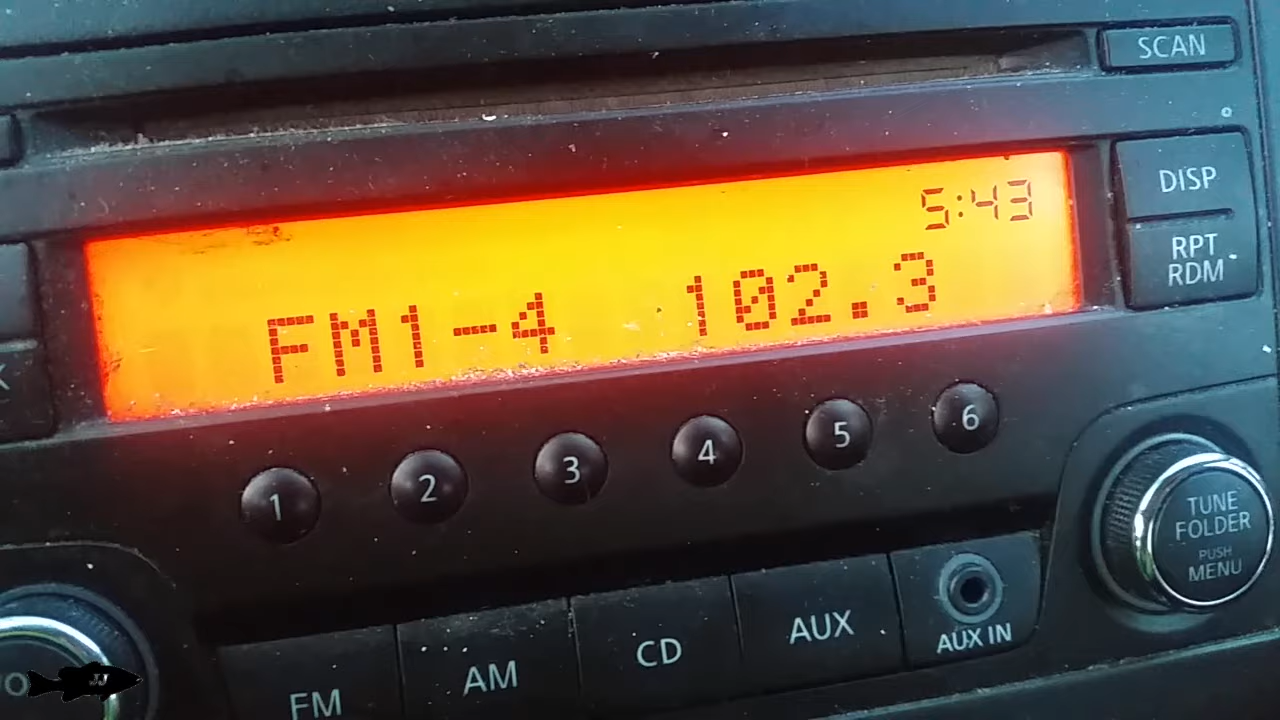 SCAN
DISP
5:43
RPT
RDM
FM1-4 102.3
1 2 3 4 5 6
TUNE
FOLDER
PUSH
MENU
FM AM CD AUX AUX IN
JJ